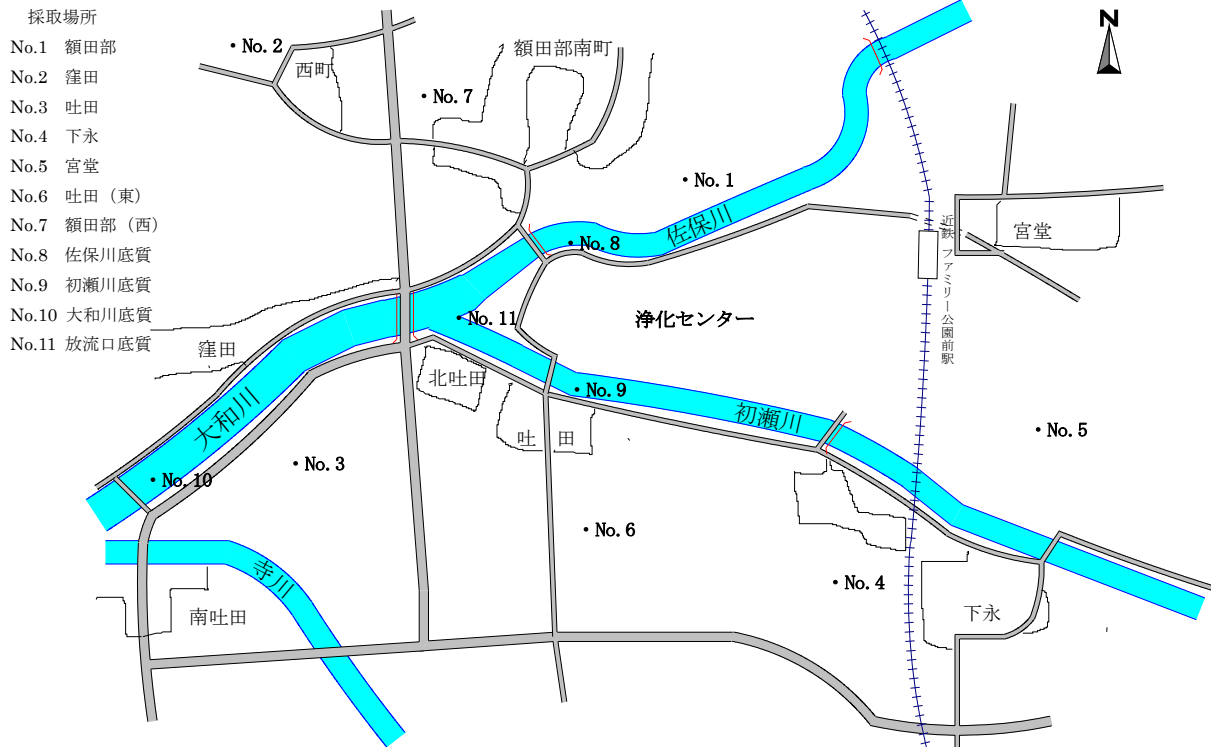 採取場所
No.1 額田部
No.2 窪田
No.3 吐田
No.4 下永
No.5 宮堂
No.6 吐田（東）
No.7 額田部（西）
No.8 佐保川底質
No.9 初瀬川底質
No.10 大和川底質
No.11 放流口底質
N
・No.2
西町
額田部南町
・No.7
・No.1
佐保川
宮堂
近鉄 ファミリー公園前駅
・No.8
・No.11
浄化センター
窪田
北吐田
・No.9
大和川
初瀬川
吐 田
・No.5
・No.3
・No.10
・No.6
寺川
・No.4
南吐田
下永